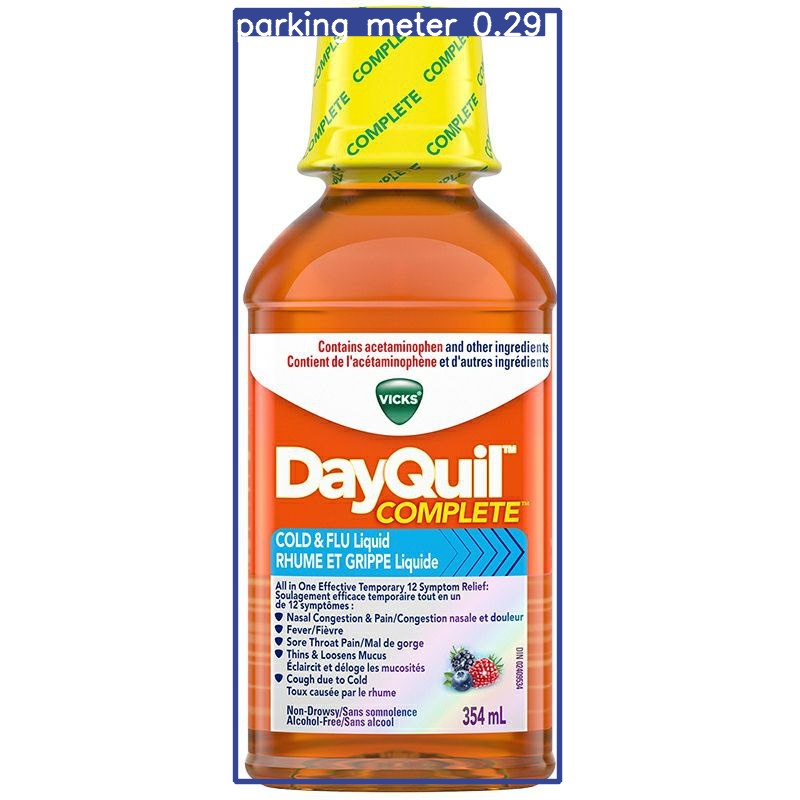 parking meter 0.29
COMPLETE COMPLETE
COMPLETE COMPLETE COMPLETE
Contains acetaminophen and other ingredients
Contient de l'acétaminophène et d'autres ingrédients
VICKS®
DayQuil™
COMPLETE™
COLD & FLU Liquid
RHUME ET GRIPPE Liquide
All in One Effective Temporary 12 Symptom Relief:
Soulagement efficace temporaire tout en un
de 12 symptômes :
Nasal Congestion & Pain/Congestion nasale et douleur
Fever/Fièvre
Sore Throat Pain/Mal de gorge
Thins & Loosens Mucus
Éclaircit et déloge les mucosités
Cough due to Cold
Toux causée par le rhume
DIN 02409534
Non-Drowsy/Sans somnolence
Alcohol-Free/Sans alcool
354 mL